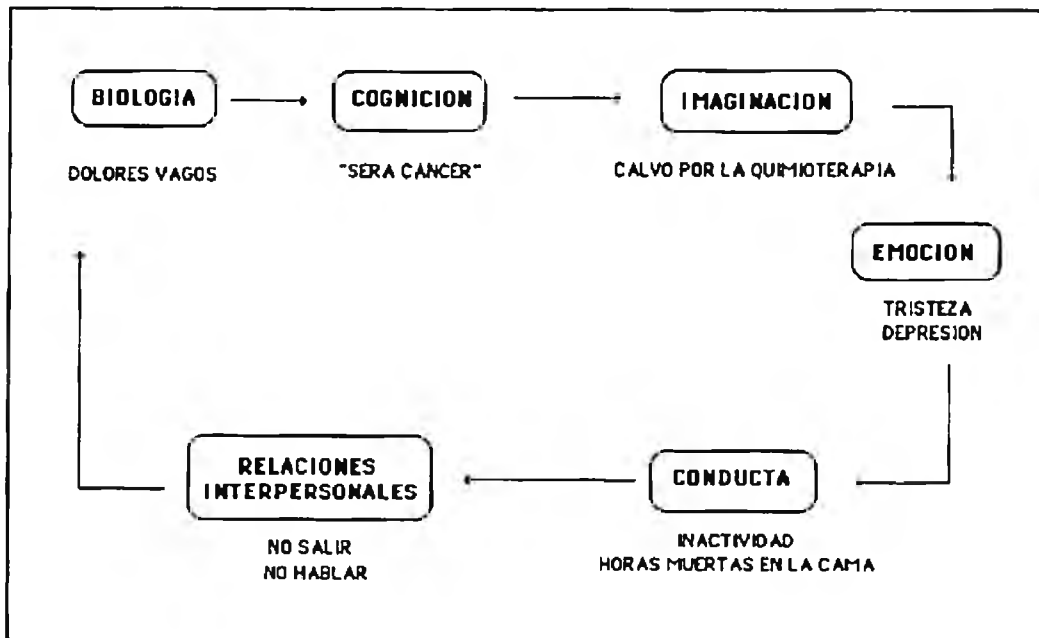 BIOLOGIA
COGNICION
IMAGINACION
DOLORES VAGOS
"SERA CANCER"
CALVO POR LA QUIMIOTERAPIA
EMOCION
TRISTEZA
DEPRESION
RELACIONES
INTERPERSONALES
CONDUCTA
NO SALIR
NO HABLAR
INACTIVIDAD
HORAS MUERTAS EN LA CAMA